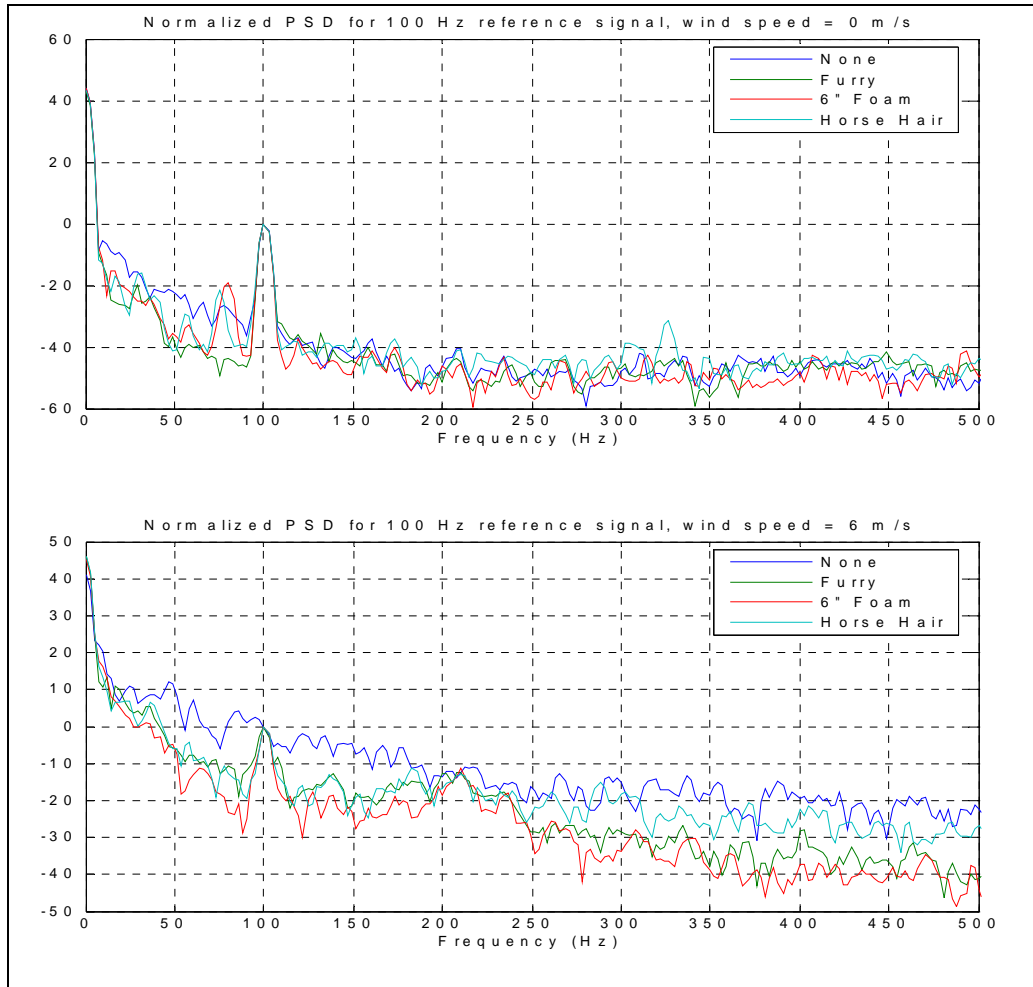 Normalized PSD for 100 Hz reference signal, wind speed = 0 m/s
60
40
20
0
-20
-40
-60
None
Furry
6" Foam
Horse Hair
0 50 100 150 200 250 300 350 400 450 500
Frequency (Hz)
Normalized PSD for 100 Hz reference signal, wind speed = 6 m/s
50
40
30
20
10
0
-10
-20
-30
-40
-50
None
Furry
6" Foam
Horse Hair
0 50 100 150 200 250 300 350 400 450 500
Frequency (Hz)